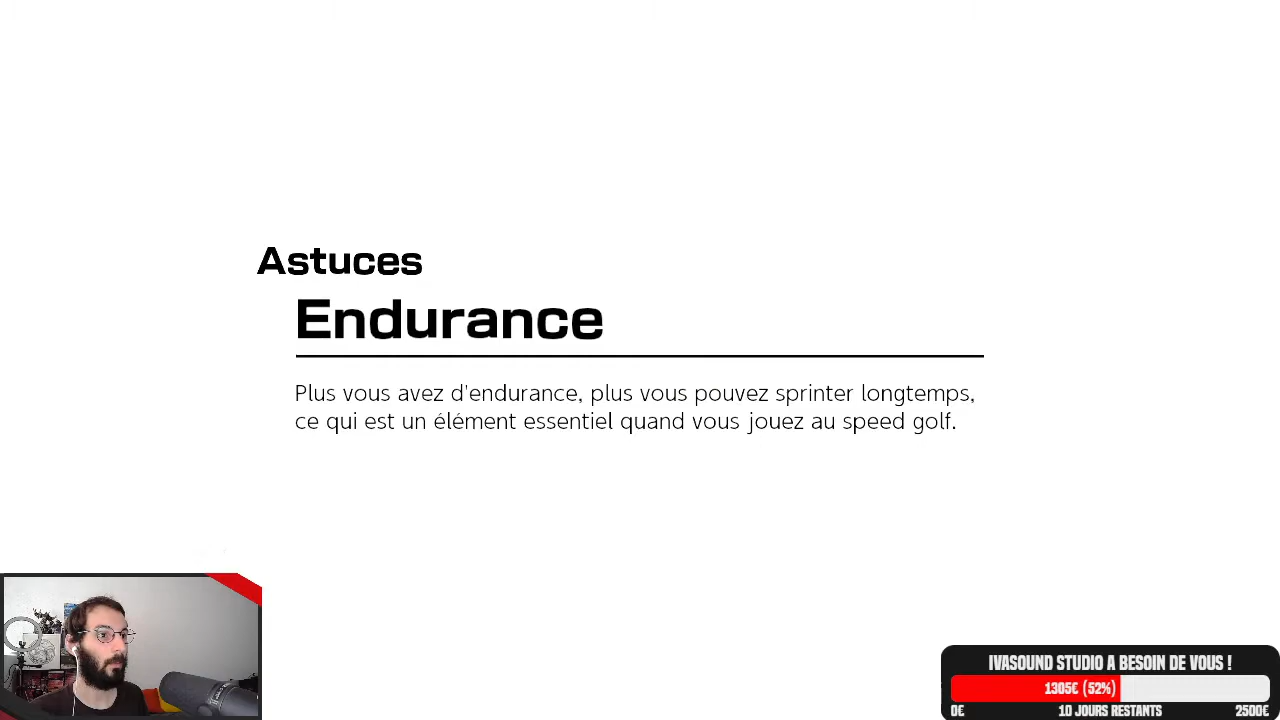 Astuces
Endurance
Plus vous avez d'endurance, plus vous pouvez sprinter longtemps,
ce qui est un élément essentiel quand vous jouez au speed golf.
IVASOUND STUDIO A BESOIN DE VOUS !
1305€ (52%)
0€ 10 JOURS RESTANTS 2500€